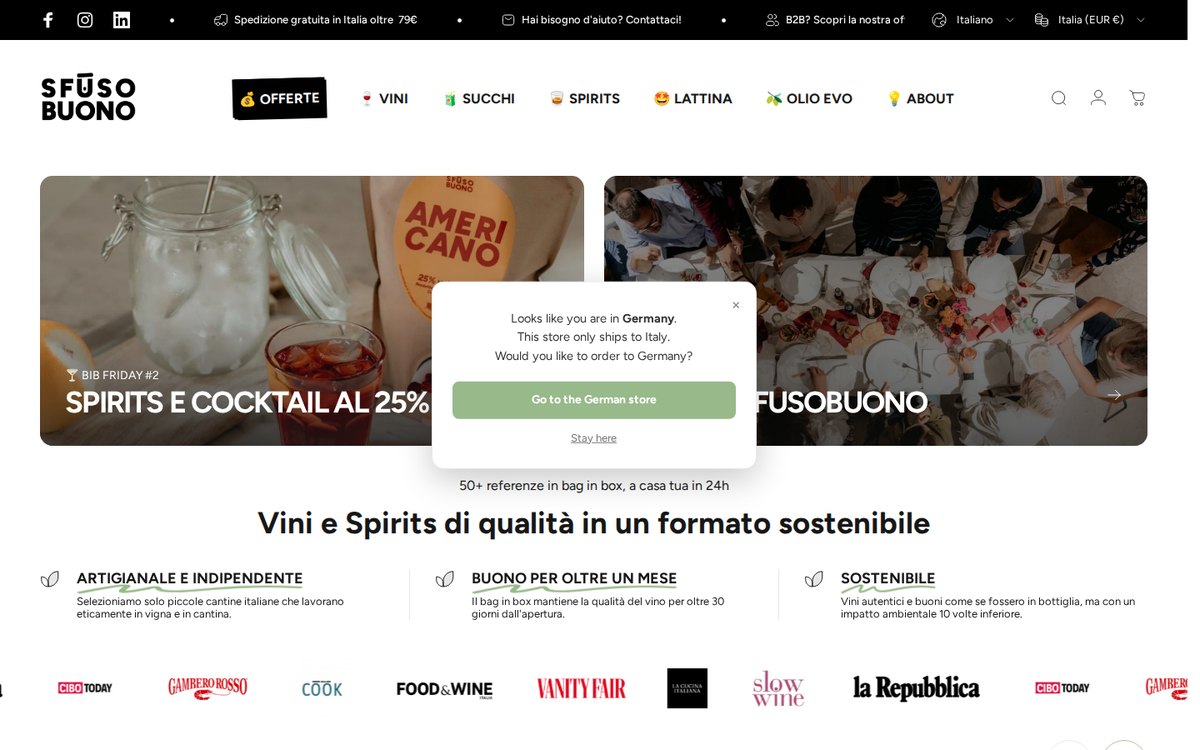 Spedizione gratuita in Italia oltre 79€
Hai bisogno d'aiuto? Contattaci!
B2B? Scopri la nostra of
Italiano
Italia (EUR €)
SFUSO
BUONO
OFFERTE
VINI
SUCCHI
SPIRITS
LATTINA
OLIO EVO
ABOUT
SFUSO
BUONO
AMERI
CANO
25%
BIB FRIDAY #2
SPIRITS E COCKTAIL AL 25%
FUSOBUONO
×
Looks like you are in Germany.
This store only ships to Italy.
Would you like to order to Germany?
Go to the German store
Stay here
50+ referenze in bag in box, a casa tua in 24h
Vini e Spirits di qualità in un formato sostenibile
ARTIGIANALE E INDIPENDENTE
Selezioniamo solo piccole cantine italiane che lavorano
eticamente in vigna e in cantina.
BUONO PER OLTRE UN MESE
Il bag in box mantiene la qualità del vino per oltre 30
giorni dall'apertura.
SOSTENIBILE
Vini autentici e buoni come se fossero in bottiglia, ma con un
impatto ambientale 10 volte inferiore.
CIBO TODAY
GAMBERO ROSSO
COOK
FOOD&WINE
ITALIA
VANITY FAIR
LA CUCINA
ITALIANA
slow
wine
la Repubblica
CIBO TODAY
GAMBE